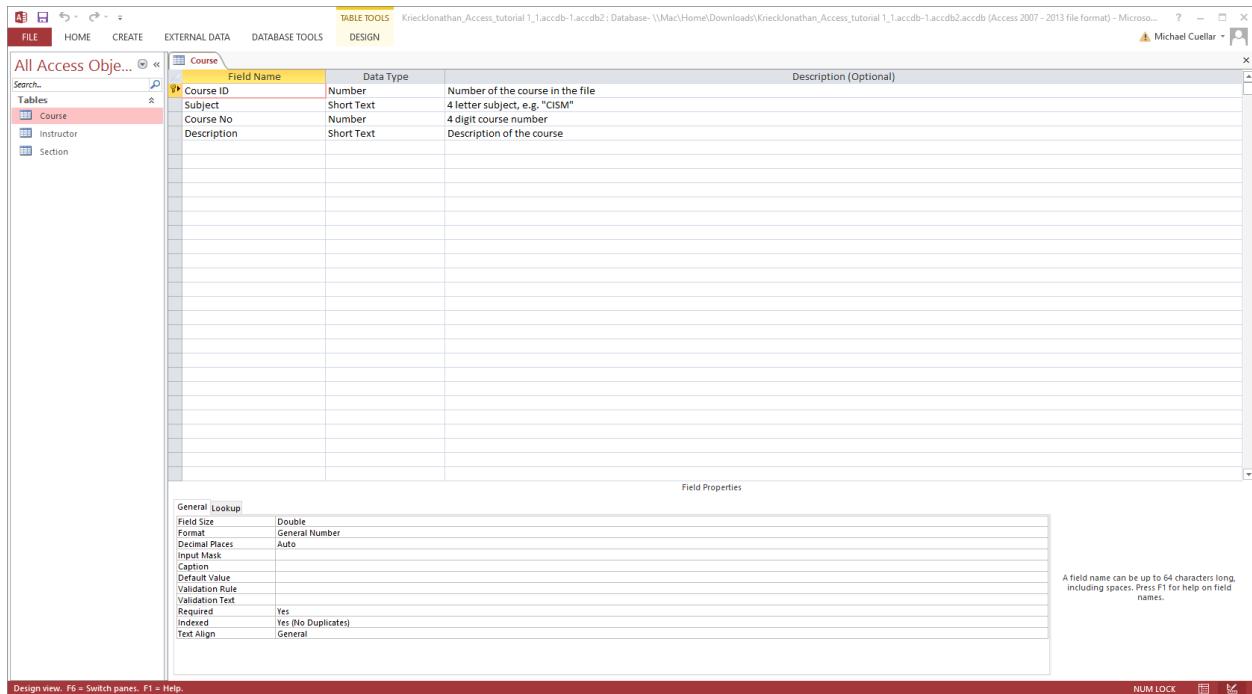 TABLE TOOLS KrieckJonathan_Access_tutorial 1_1.accdb-1.accdb2 : Database- \\Mac\Home\Downloads\KrieckJonathan_Access_tutorial 1_1.accdb-1.accdb2.accdb (Access 2007 - 2013 file format) - Microso... ?
FILE HOME CREATE EXTERNAL DATA DATABASE TOOLS DESIGN Michael Cuellar
All Access Obje... «
Search...
Tables
Course
Instructor
Section
Course
Field Name Data Type Description (Optional)
Course ID Number Number of the course in the file
Subject Short Text 4 letter subject, e.g. "CISM"
Course No Number 4 digit course number
Description Short Text Description of the course
Field Properties
General Lookup
Field Size Double
Format General Number
Decimal Places Auto
Input Mask
Caption
Default Value
Validation Rule
Validation Text
Required Yes
Indexed Yes (No Duplicates)
Text Align General
A field name can be up to 64 characters long,
including spaces. Press F1 for help on field
names.
Design view. F6 = Switch panes. F1 = Help. NUM LOCK